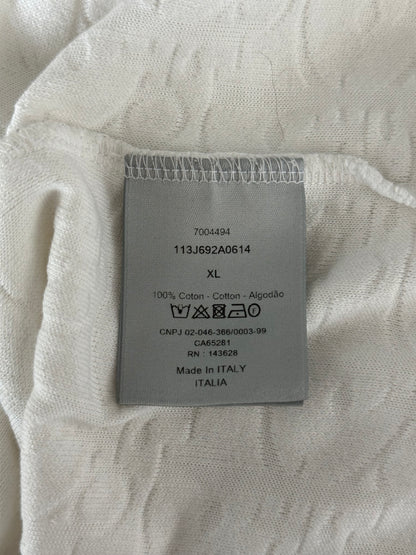 7004494
113J692A0614
XL
100% Coton - Cotton - Algodão
CNPJ 02-046-366/0003-99
CA65281
RN : 143628
Made In ITALY
ITALIA